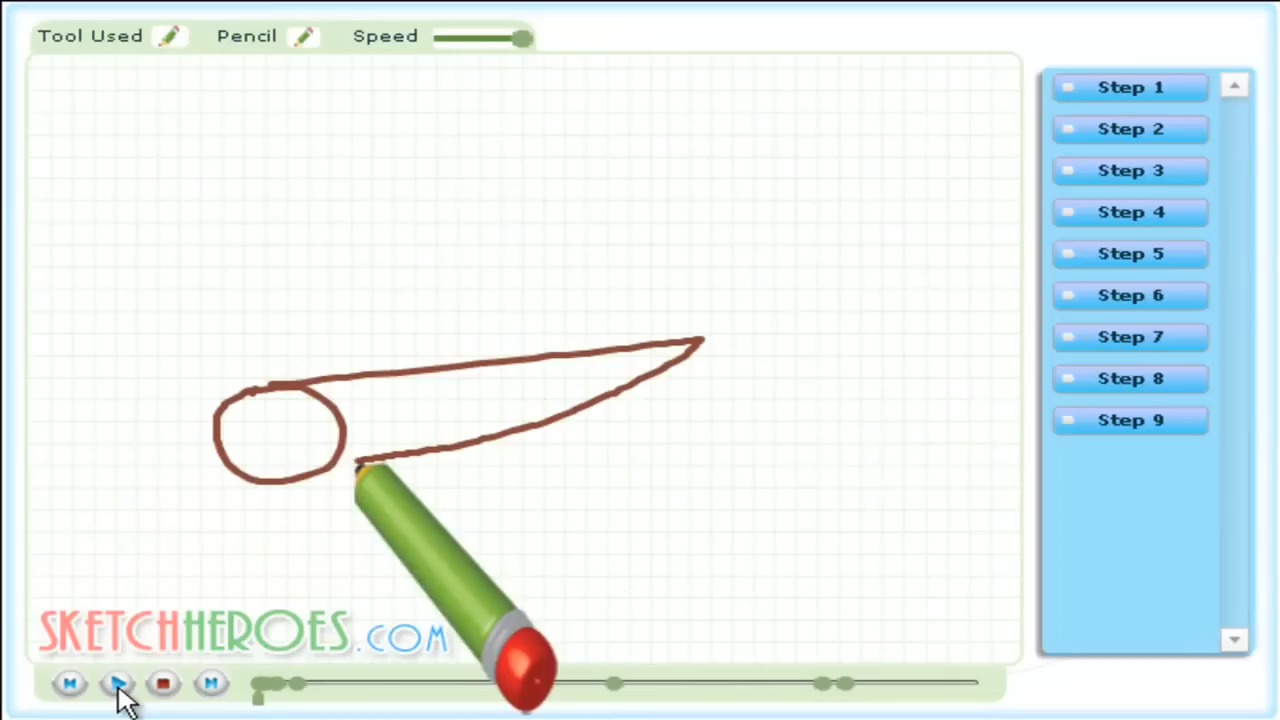 Tool Used Pencil Speed
Step 1
Step 2
Step 3
Step 4
Step 5
Step 6
Step 7
Step 8
Step 9
SKETCHHEROES.COM